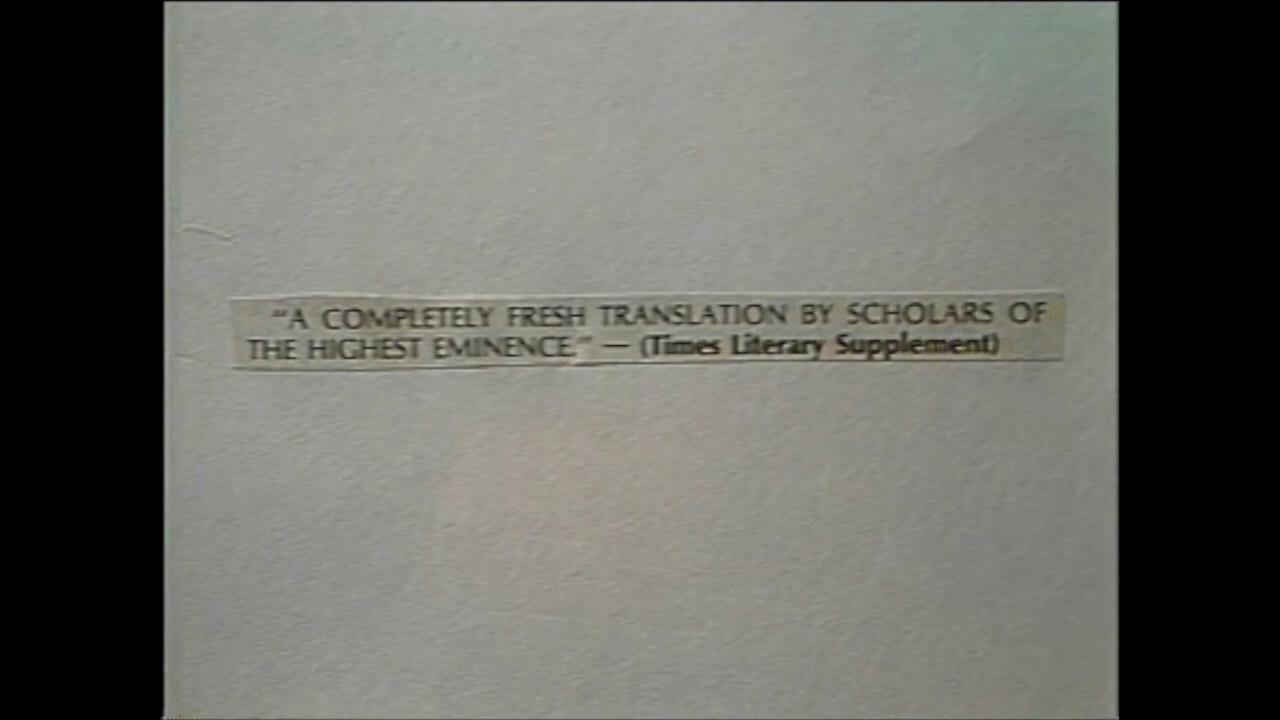 "A COMPLETELY FRESH TRANSLATION BY SCHOLARS OF
THE HIGHEST EMINENCE." — (Times Literary Supplement)